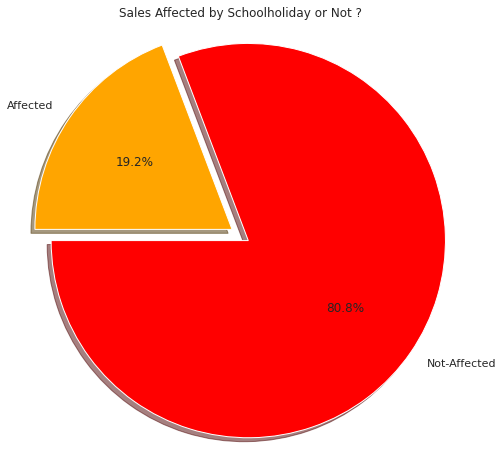 Sales Affected by Schoolholiday or Not ?
Affected
19.2%
80.8%
Not-Affected